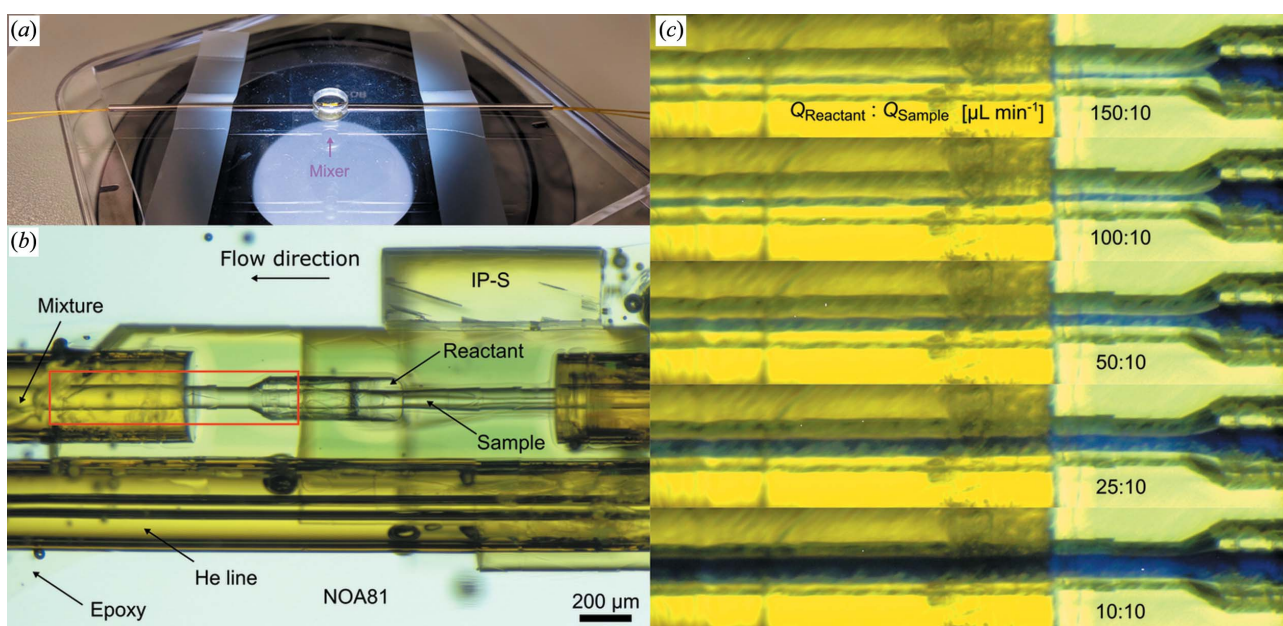 (a)
Mixer
(b)
Flow direction
IP-S
Mixture
Reactant
Sample
He line
NOA81
Epoxy
200 µm
(c)
QReactant : QSample [µL min-1]
150:10
100:10
50:10
25:10
10:10